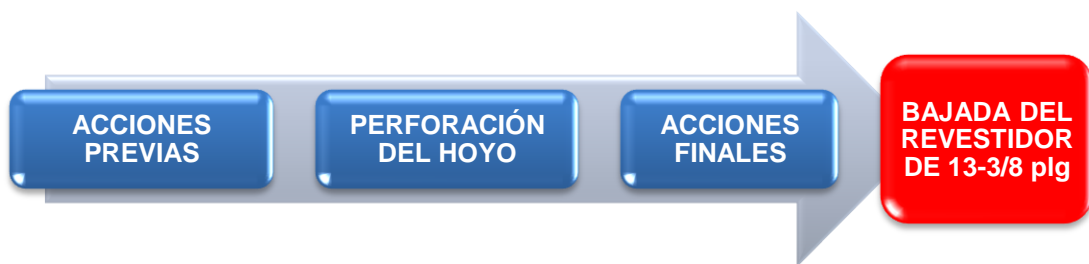 ACCIONES
PREVIAS
PERFORACIÓN
DEL HOYO
ACCIONES
FINALES
BAJADA DEL
REVESTIDOR
DE 13-3/8 plg